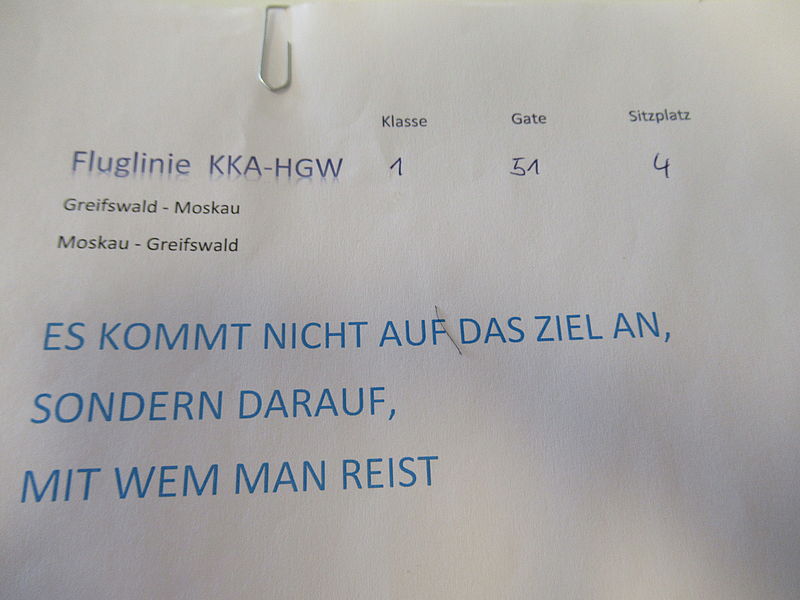 Klasse Gate Sitzplatz
Fluglinie KKA-HGW 1 51 4
Greifswald - Moskau
Moskau - Greifswald
ES KOMMT NICHT AUF DAS ZIEL AN,
SONDERN DARAUF,
MIT WEM MAN REIST